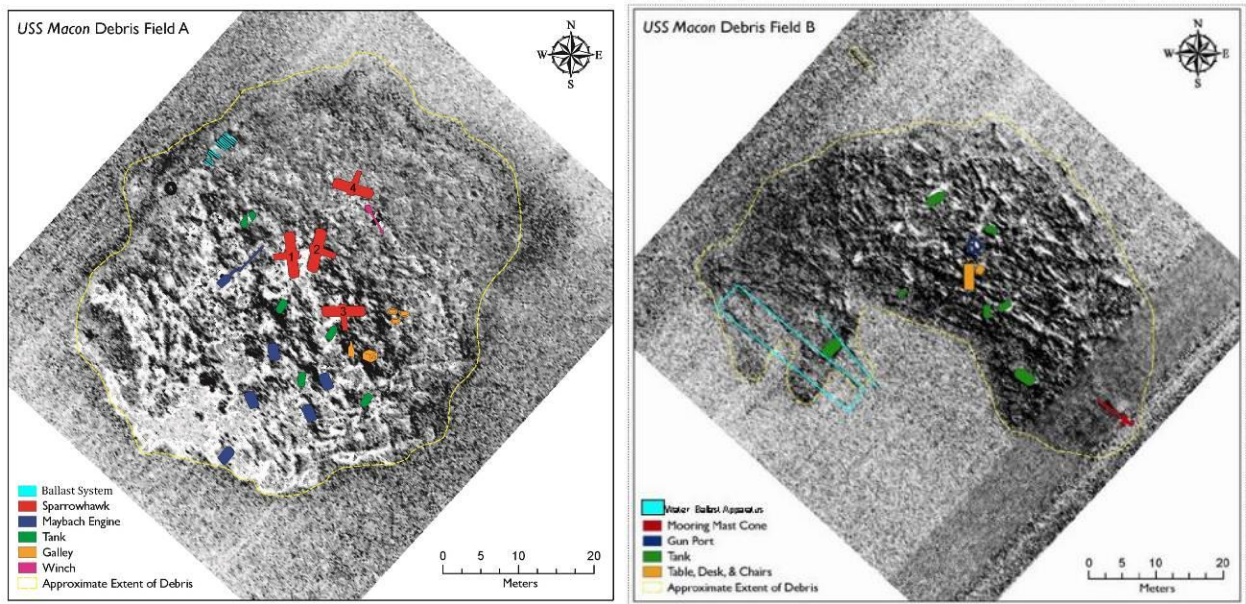 USS Macon Debris Field A
N
W E
S
4
1 2
3
Ballast System
Sparrowhawk
Maybach Engine
Tank
Galley
Winch
Approximate Extent of Debris
0 5 10 20
Meters
USS Macon Debris Field B
N
W E
S
Water Ballast Apparatus
Mooring Mast Cone
Gun Port
Tank
Table, Desk, & Chairs
Approximate Extent of Debris
0 5 10 20
Meters